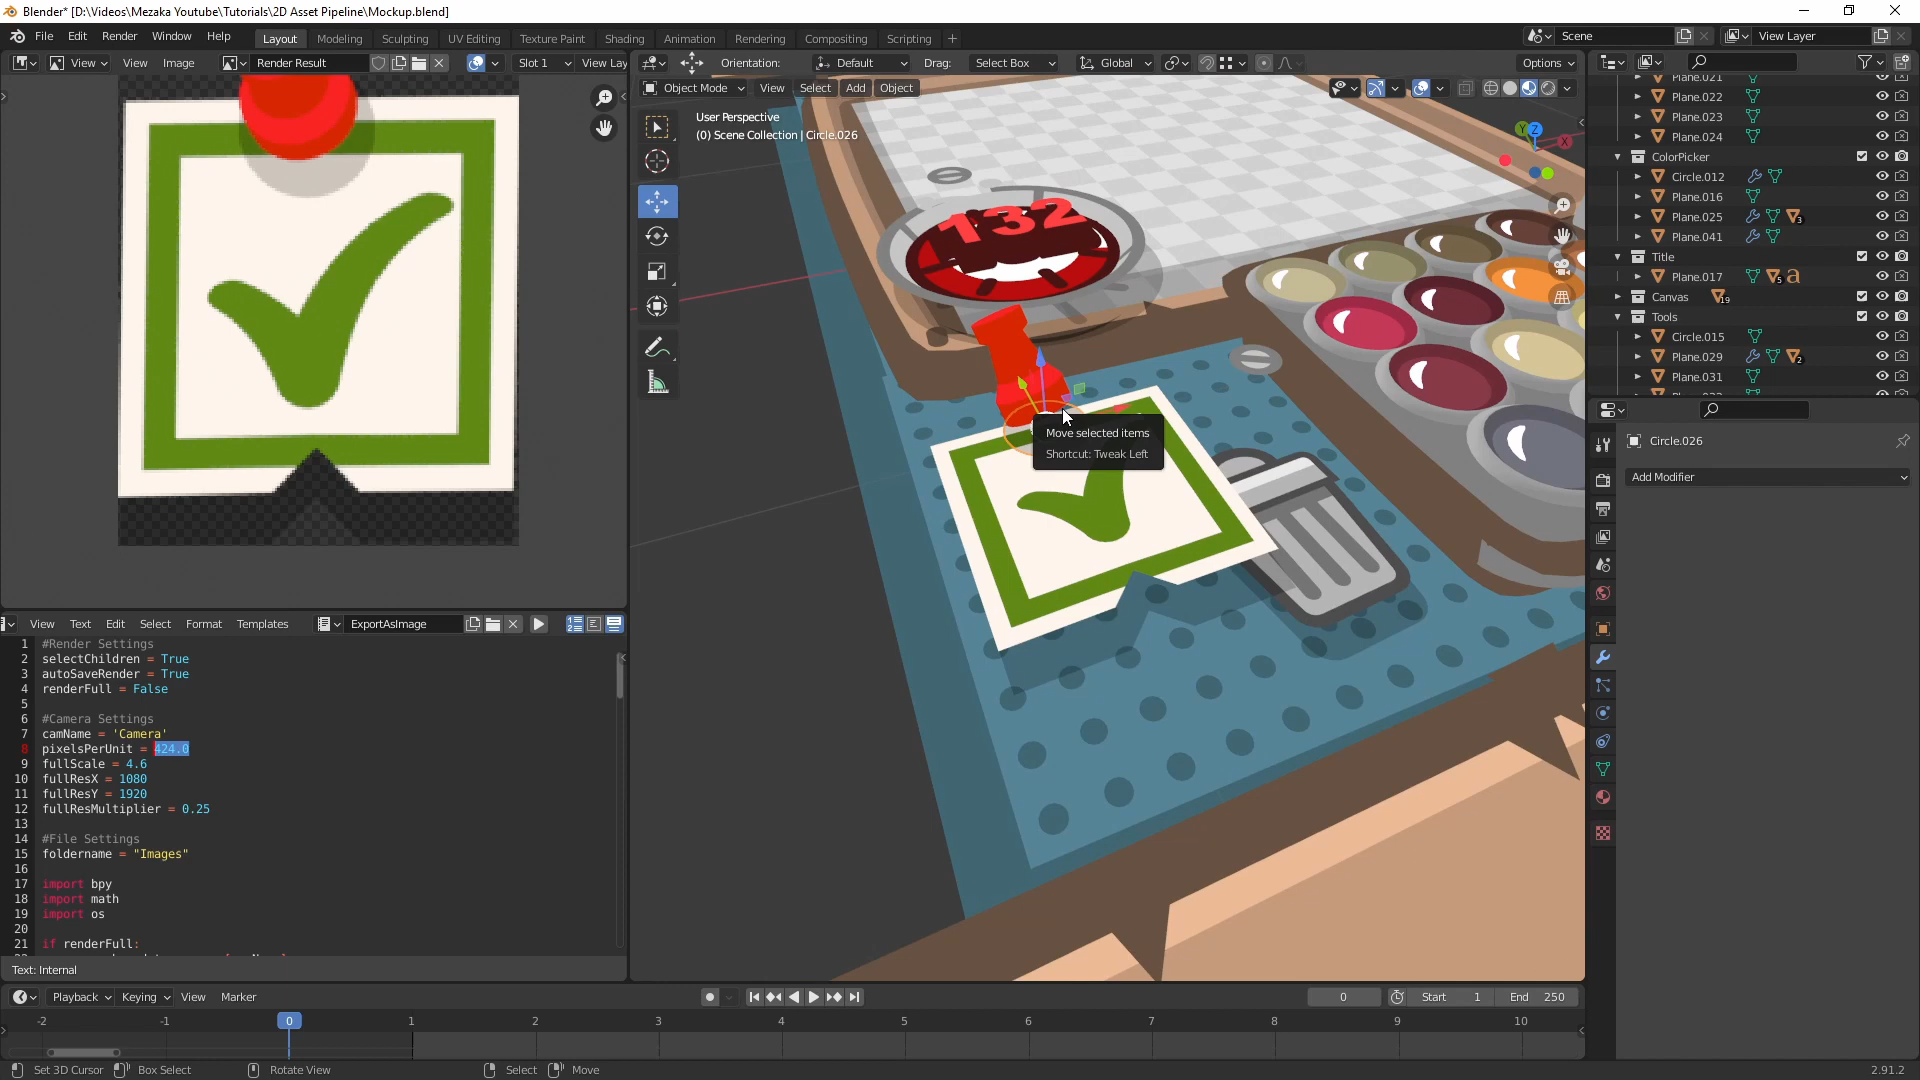 Blender* [D:\Videos\Mezaka Youtube\Tutorials\2D Asset Pipeline\Mockup.blend]
File Edit Render Window Help Layout Modeling Sculpting UV Editing Texture Paint Shading Animation Rendering Compositing Scripting + Scene View Layer
View View Image Render Result Slot 1 View Lay
Orientation: Default Drag: Select Box Global Options
Object Mode View Select Add Object
User Perspective
(0) Scene Collection | Circle.026
132
Move selected items
Shortcut: Tweak Left
Y Z X
Plane.021
Plane.022
Plane.023
Plane.024
ColorPicker
Circle.012
Plane.016
Plane.025 3
Plane.041
Title
Plane.017 5 a
Canvas 19
Tools
Circle.015
Plane.029 2
Plane.031
Circle.026
Add Modifier
View Text Edit Select Format Templates ExportAsImage
1 #Render Settings
2 selectChildren = True
3 autoSaveRender = True
4 renderFull = False
5
6 #Camera Settings
7 camName = 'Camera'
8 pixelsPerUnit = 424.0
9 fullScale = 4.6
10 fullResX = 1080
11 fullResY = 1920
12 fullResMultiplier = 0.25
13
14 #File Settings
15 foldername = "Images"
16
17 import bpy
18 import math
19 import os
20
21 if renderFull:
Text: Internal
Playback Keying View Marker 0 Start 1 End 250
-2 -1 0 1 2 3 4 5 6 7 8 9 10
Set 3D Cursor Box Select Rotate View Select Move 2.91.2